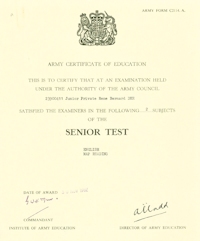 ARMY CERTIFICATE OF EDUCATION
THIS IS TO CERTIFY THAT AT AN EXAMINATION HELD
UNDER THE AUTHORITY OF THE ARMY COUNCIL
SATISFIED THE EXAMINERS IN THE FOLLOWING SUBJECTS
OF THE
SENIOR TEST
ENGLISH
MAP READING
DATE OF AWARD
COMMANDANT
INSTITUTE OF ARMY EDUCATION
DIRECTOR OF ARMY EDUCATION